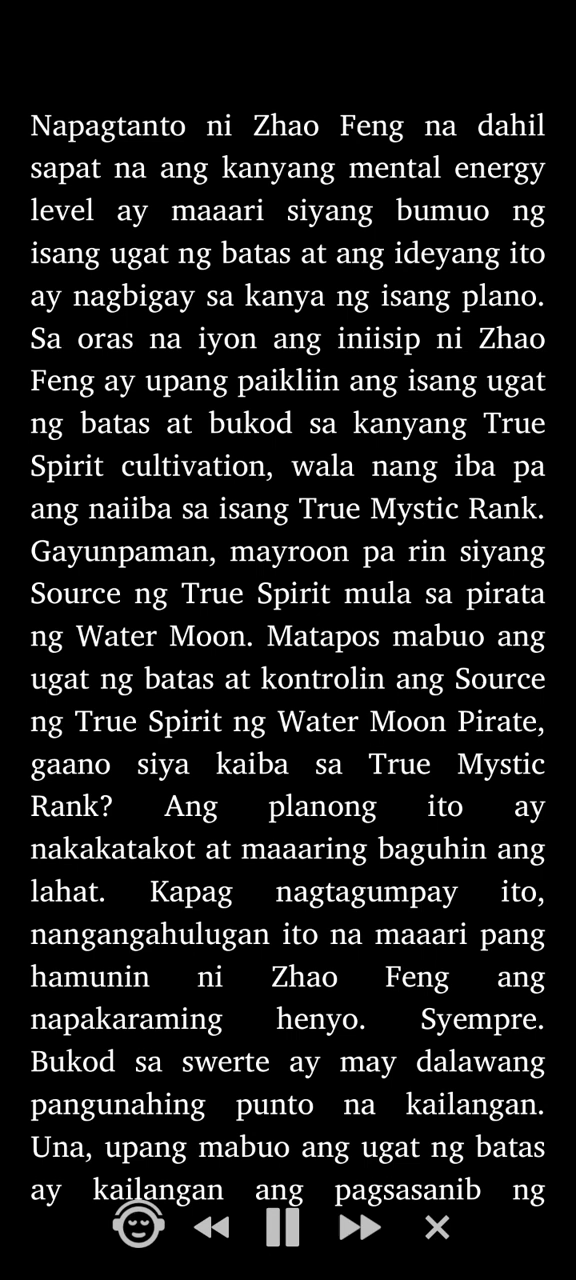 Napagtanto ni Zhao Feng na dahil
sapat na ang kanyang mental energy
level ay maaari siyang bumuo ng
isang ugat ng batas at ang ideyang ito
ay nagbigay sa kanya ng isang plano.
Sa oras na iyon ang iniisip ni Zhao
Feng ay upang paikliin ang isang ugat
ng batas at bukod sa kanyang True
Spirit cultivation, wala nang iba pa
ang naiiba sa isang True Mystic Rank.
Gayunpaman, mayroon pa rin siyang
Source ng True Spirit mula sa pirata
ng Water Moon. Matapos mabuo ang
ugat ng batas at kontrolin ang Source
ng True Spirit ng Water Moon Pirate,
gaano siya kaiba sa True Mystic
Rank? Ang planong ito ay
nakakatakot at maaaring baguhin ang
lahat. Kapag nagtagumpay ito,
nangangahulugan ito na maaari pang
hamunin ni Zhao Feng ang
napakaraming henyo. Syempre.
Bukod sa swerte ay may dalawang
pangunahing punto na kailangan.
Una, upang mabuo ang ugat ng batas
ay kailangan ang pagsasanib ng